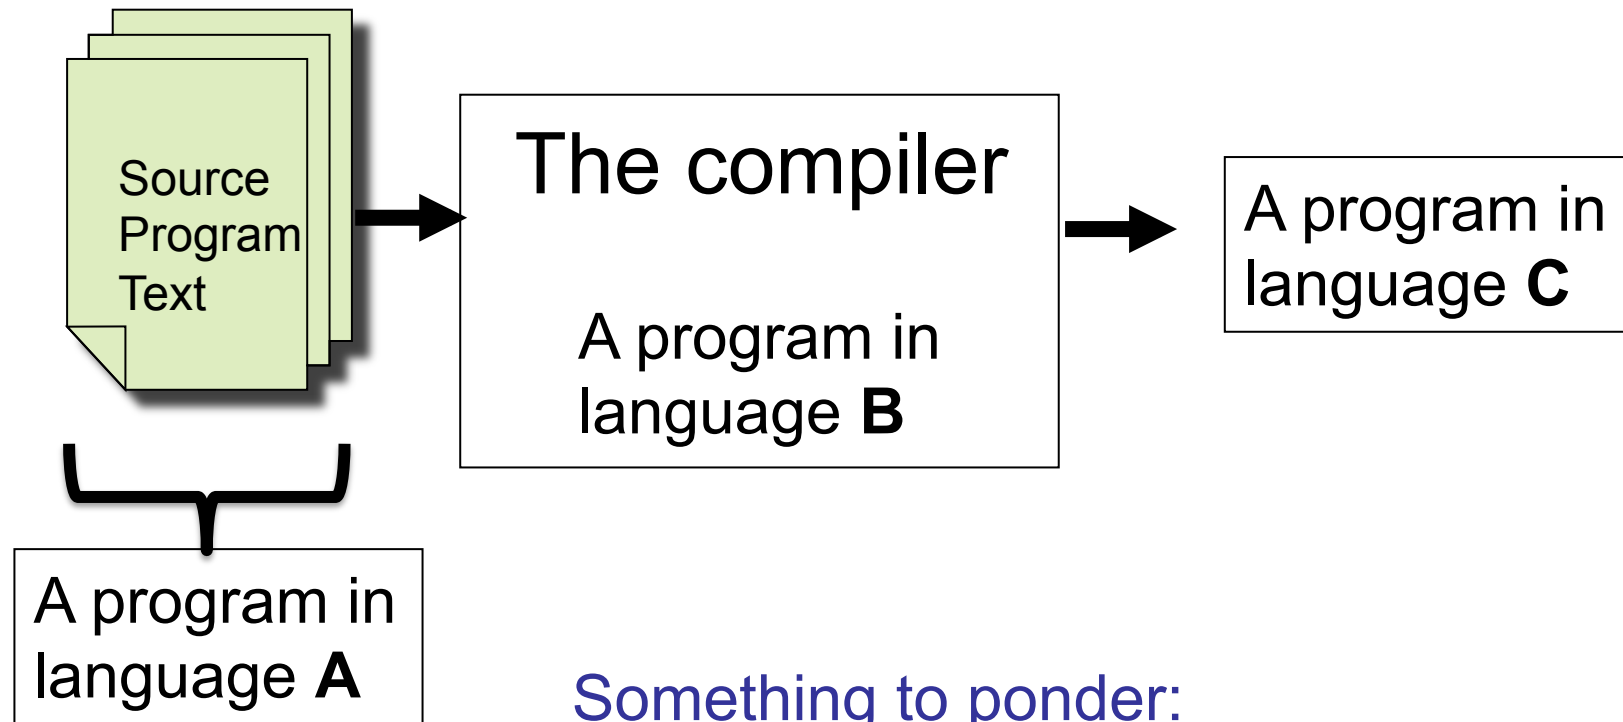 Source
Program
Text
The compiler
A program in
language B
A program in
language C
A program in
language A
Something to ponder: